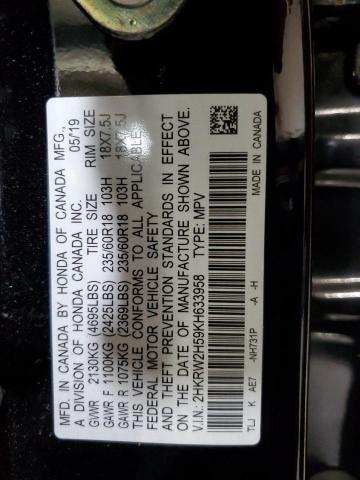 MFD. IN CANADA BY HONDA OF CANADA MFG.,
A DIVISION OF HONDA CANADA INC. 05/19
GVWR 2130KG (4695LBS) TIRE SIZE RIM SIZE
GAWR F 1100KG (2425LBS) 235/60R18 103H 18X7.5J
GAWR R 1075KG (2369LBS) 235/60R18 103H 18X7.5J
THIS VEHICLE CONFORMS TO ALL APPLICABLE
FEDERAL MOTOR VEHICLE SAFETY
AND THEFT PREVENTION STANDARDS IN EFFECT
ON THE DATE OF MANUFACTURE SHOWN ABOVE.
V.I.N: 2HKRW2H59KH633958 TYPE: MPV
TLJ K AE7 -NH731P -A -H -MADE IN CANADA